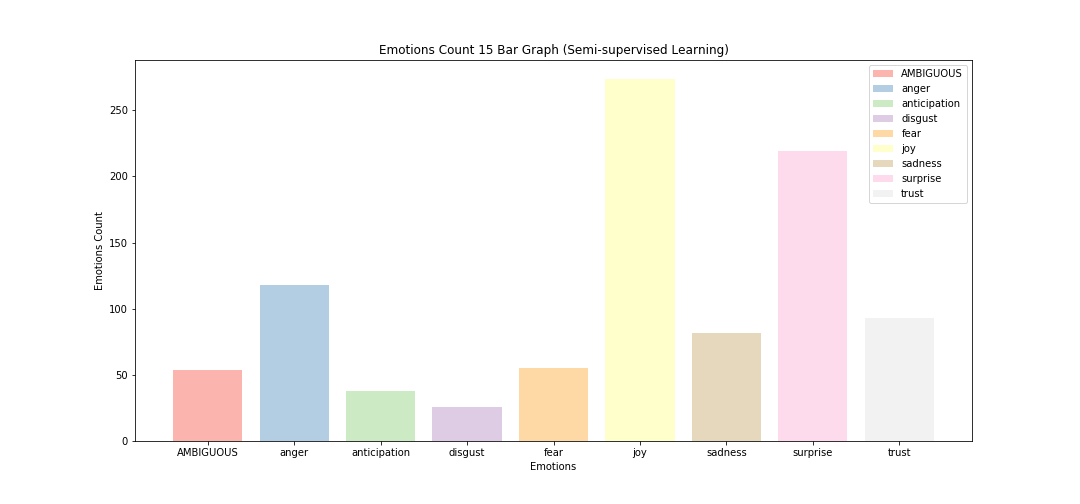 Emotions Count 15 Bar Graph (Semi-supervised Learning)
AMBIGUOUS
anger
anticipation
disgust
fear
joy
sadness
surprise
trust
Emotions Count
250
200
150
100
50
0
AMBIGUOUS anger anticipation disgust fear joy sadness surprise trust
Emotions